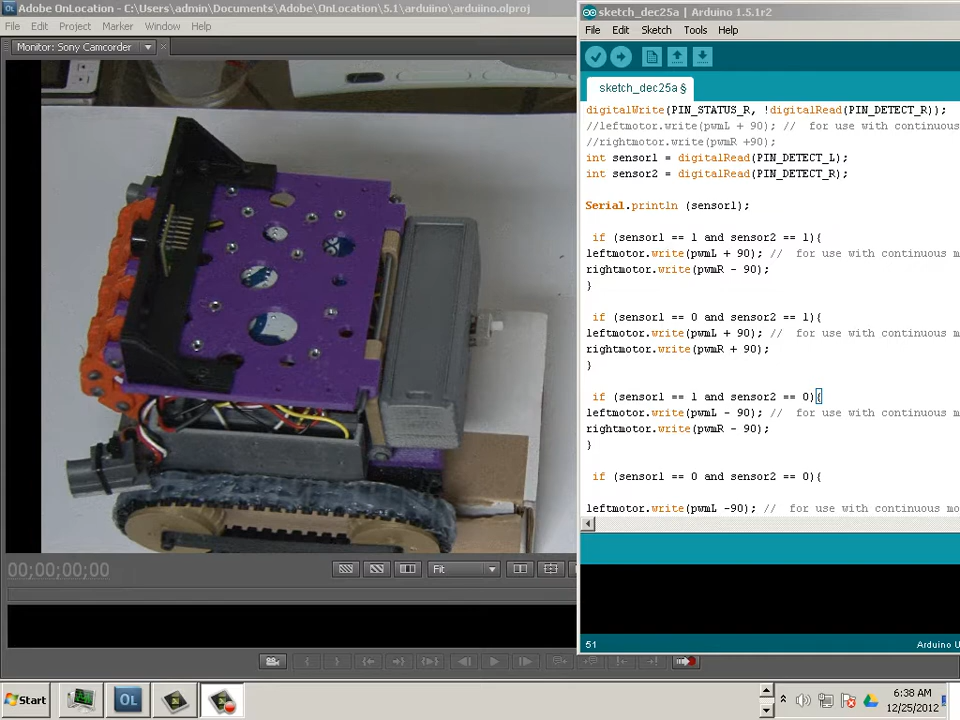 Adobe OnLocation - C:\Users\admin\Documents\Adobe\OnLocation\5.1\arduiino\arduiino.olproj
File Edit Project Marker Window Help
Monitor: Sony Camcorder
00;00;00;00
Fit
sketch_dec25a | Arduino 1.5.1r2
File Edit Sketch Tools Help
sketch_dec25a §
digitalWrite(PIN_STATUS_R, !digitalRead(PIN_DETECT_R));
//leftmotor.write(pwmL + 90); // for use with continuous
//rightmotor.write(pwmR +90);
int sensor1 = digitalRead(PIN_DETECT_L);
int sensor2 = digitalRead(PIN_DETECT_R);
Serial.println (sensor1);
if (sensor1 == 1 and sensor2 == 1){
leftmotor.write(pwmL + 90); // for use with continuous m
rightmotor.write(pwmR - 90);
}
if (sensor1 == 0 and sensor2 == 1){
leftmotor.write(pwmL + 90); // for use with continuous m
rightmotor.write(pwmR + 90);
}
if (sensor1 == 1 and sensor2 == 0){
leftmotor.write(pwmL - 90); // for use with continuous m
rightmotor.write(pwmR - 90);
}
if (sensor1 == 0 and sensor2 == 0){
leftmotor.write(pwmL -90); // for use with continuous mo
51
Arduino U
Start
OL
6:38 AM
12/25/2012